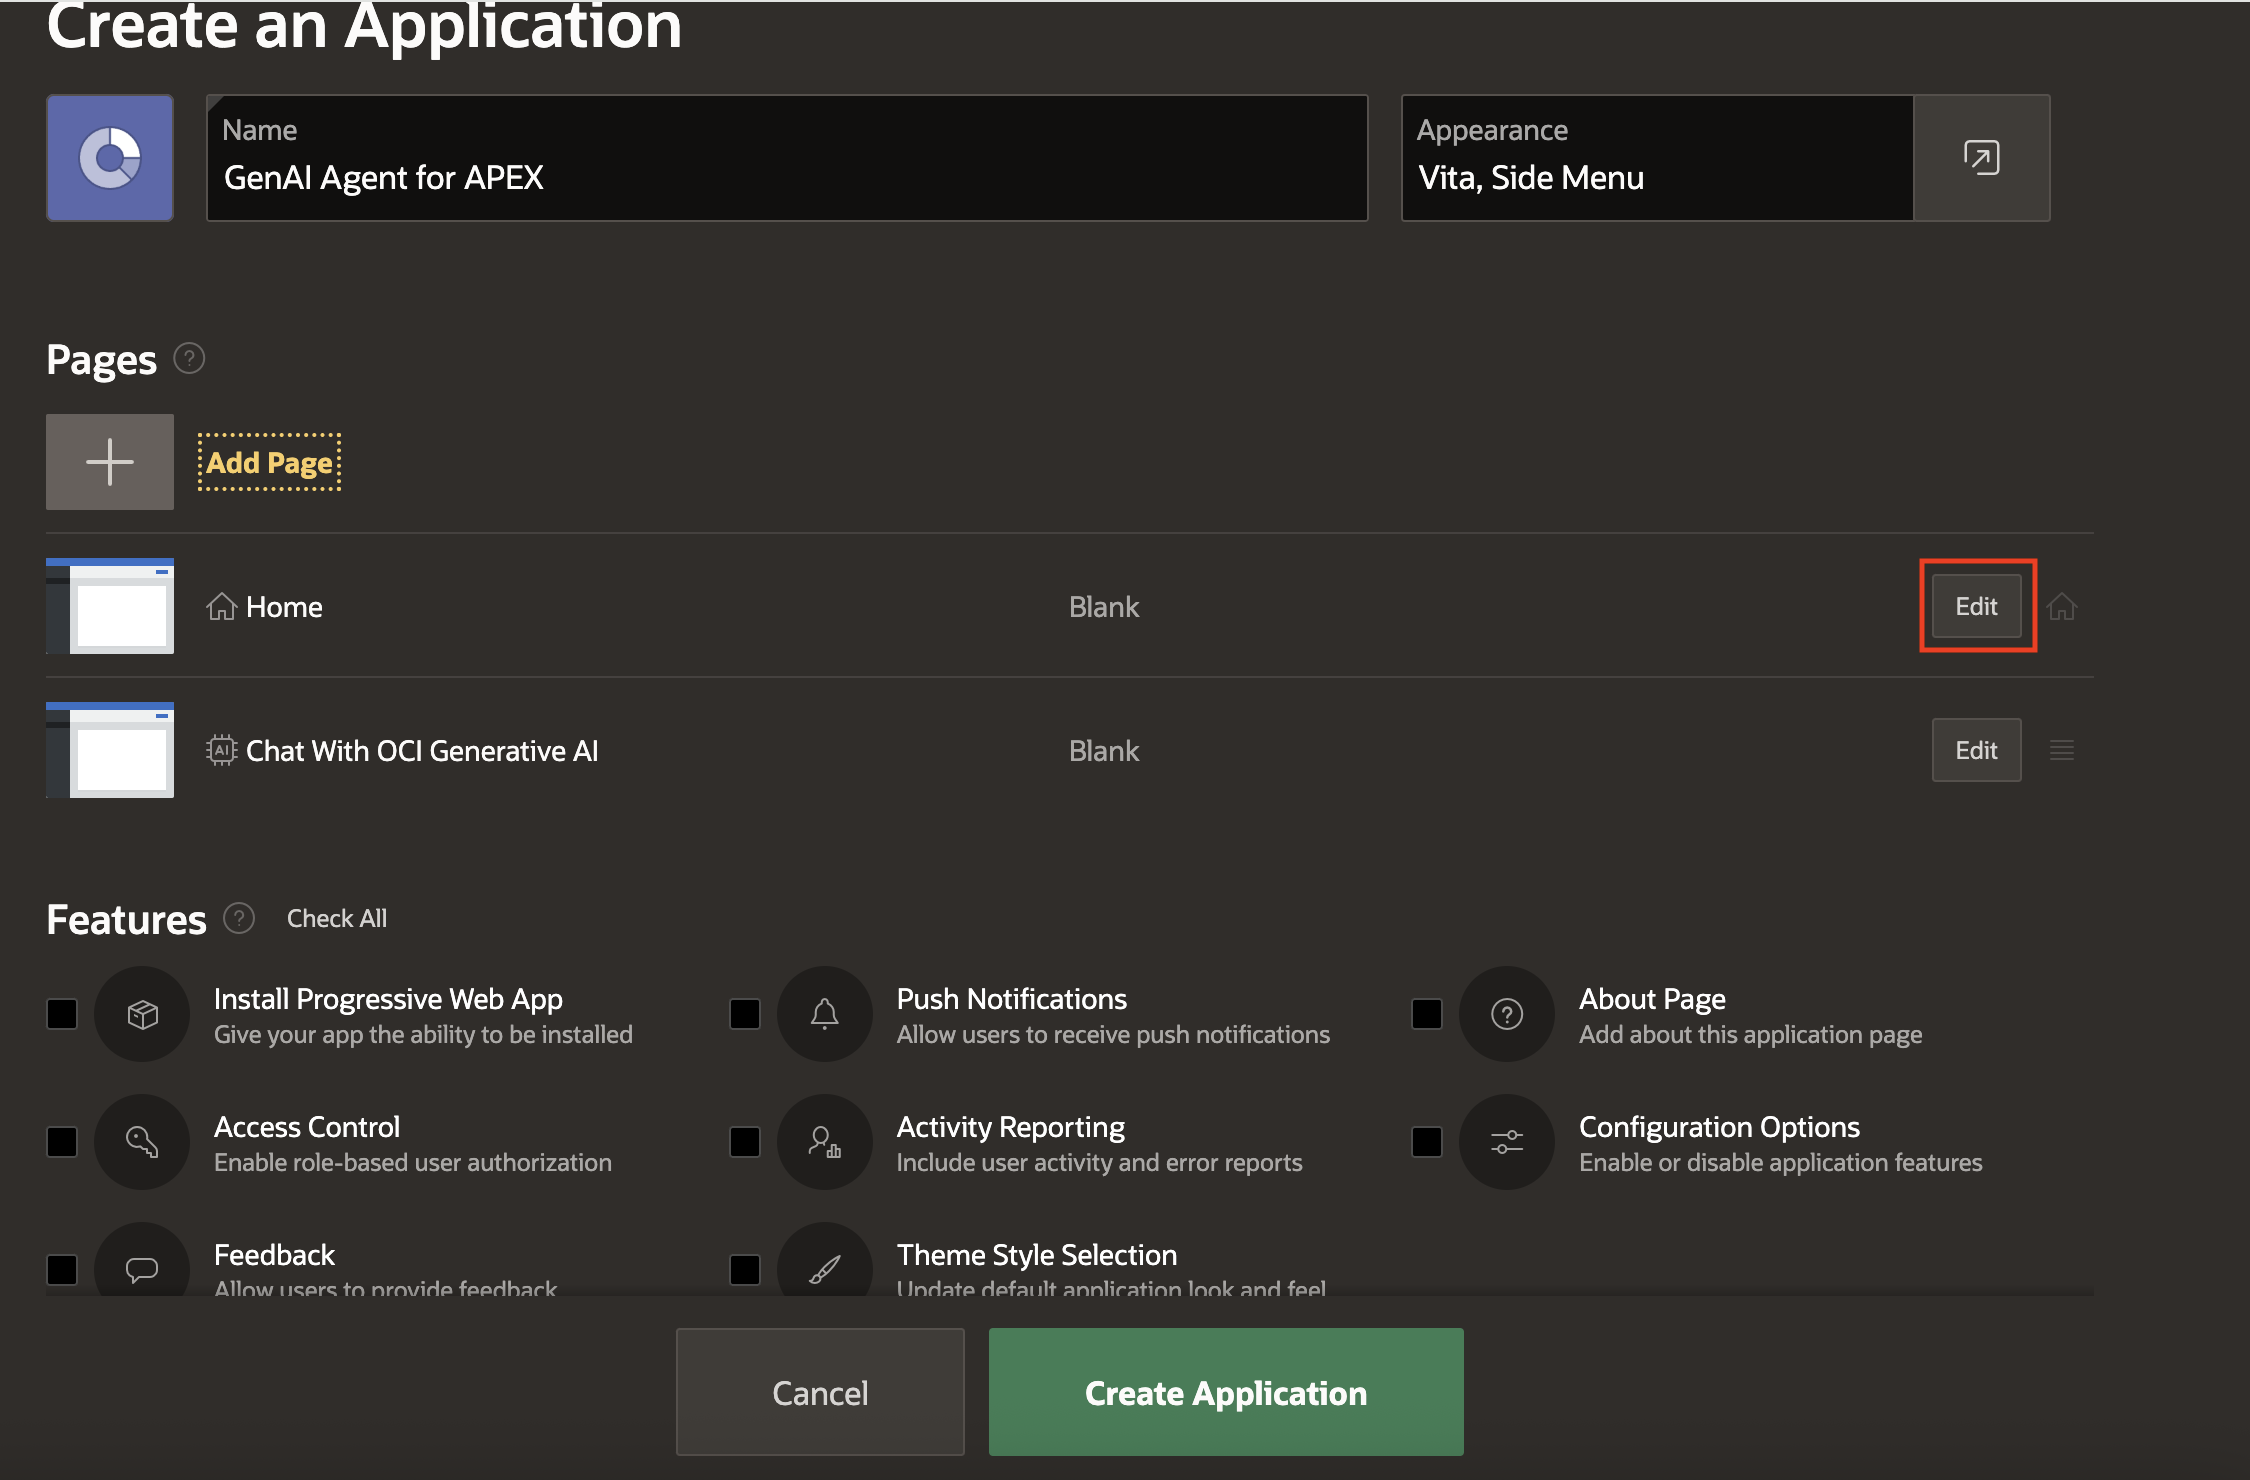 Create an Application
Name
GenAI Agent for APEX
Appearance
Vita, Side Menu
Pages ?
Add Page
Home
Blank
Edit
AI Chat With OCI Generative AI
Blank
Edit
Features ? Check All
Install Progressive Web App
Give your app the ability to be installed
Push Notifications
Allow users to receive push notifications
? About Page
Add about this application page
Access Control
Enable role-based user authorization
Activity Reporting
Include user activity and error reports
Configuration Options
Enable or disable application features
Feedback
Allow users to provide feedback
Theme Style Selection
Update default application look and feel
Cancel
Create Application